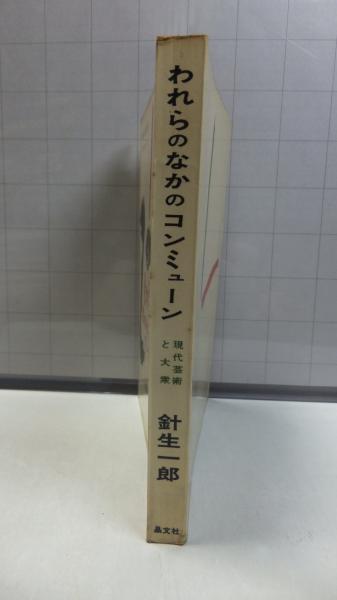 われらのなかのコンミューン
現代芸術
と大衆
針生一郎
晶文社